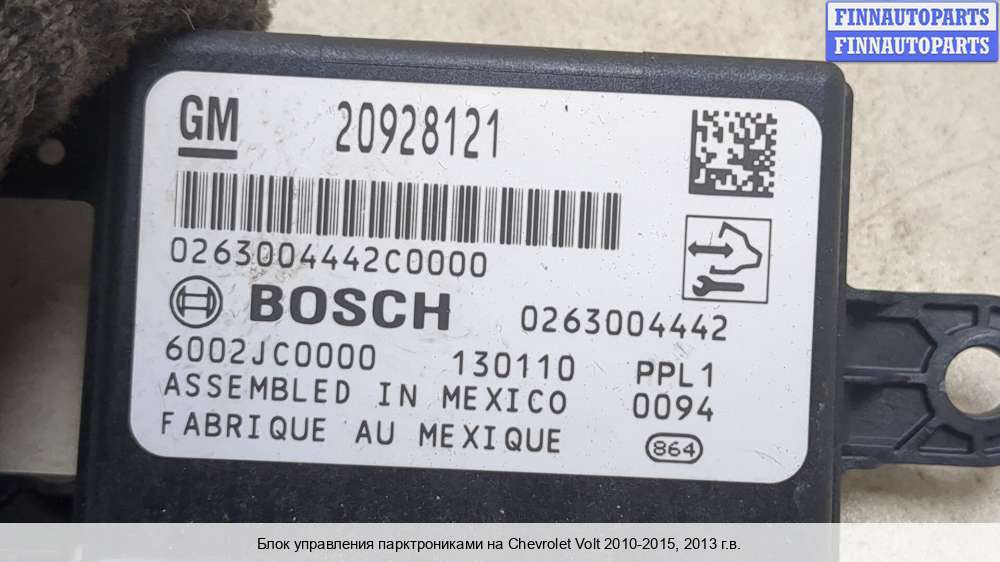 FINNAUTOPARTS
FINNAUTOPARTS
GM 20928121
0263004442C0000
BOSCH 0263004442
6002JC0000 130110 PPL1
ASSEMBLED IN MEXICO 0094
FABRIQUE AU MEXIQUE 864
Блок управления парктрониками на Chevrolet Volt 2010-2015, 2013 г.в.